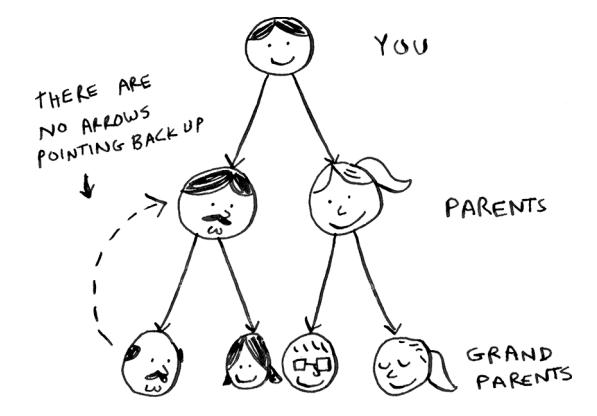 YOU
THERE ARE
NO ARROWS
POINTING BACK UP
PARENTS
GRAND
PARENTS